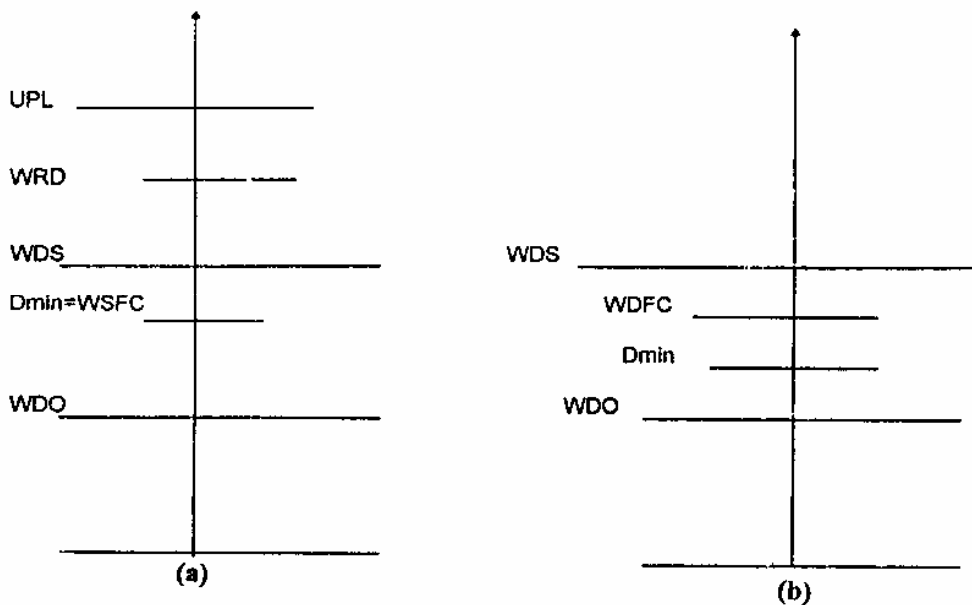 UPL
WRD
WDS
Dmin=WSFC
WDO
(a)
WDS
WDFC
Dmin
WDO
(b)